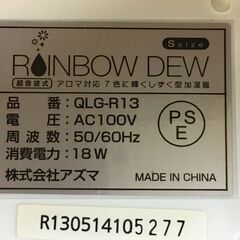 S size
RAINBOW DEW
超音波式 アロマ対応7色に輝くしずく型加湿器
品番:QLG-R13
電圧:AC100V
周波数:50/60Hz
消費電力:18W
株式会社アズマ
PSE
MADE IN CHINA
R130514105277